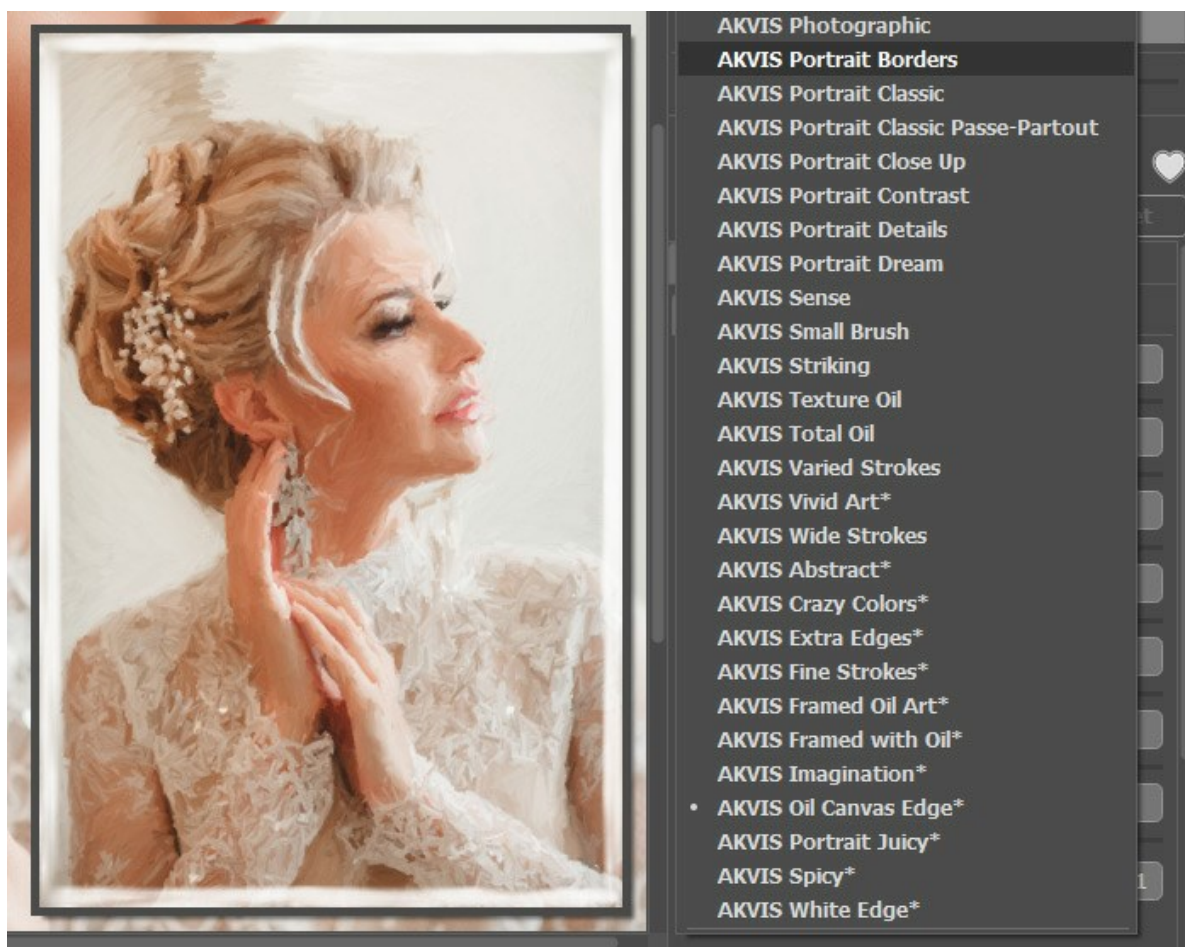 AKVIS Photographic
AKVIS Portrait Borders
AKVIS Portrait Classic
AKVIS Portrait Classic Passe-Partout
AKVIS Portrait Close Up
AKVIS Portrait Contrast
AKVIS Portrait Details
AKVIS Portrait Dream
AKVIS Sense
AKVIS Small Brush
AKVIS Striking
AKVIS Texture Oil
AKVIS Total Oil
AKVIS Varied Strokes
AKVIS Vivid Art*
AKVIS Wide Strokes
AKVIS Abstract*
AKVIS Crazy Colors*
AKVIS Extra Edges*
AKVIS Fine Strokes*
AKVIS Framed Oil Art*
AKVIS Framed with Oil*
AKVIS Imagination*
• AKVIS Oil Canvas Edge*
AKVIS Portrait Juicy*
AKVIS Spicy*
AKVIS White Edge*